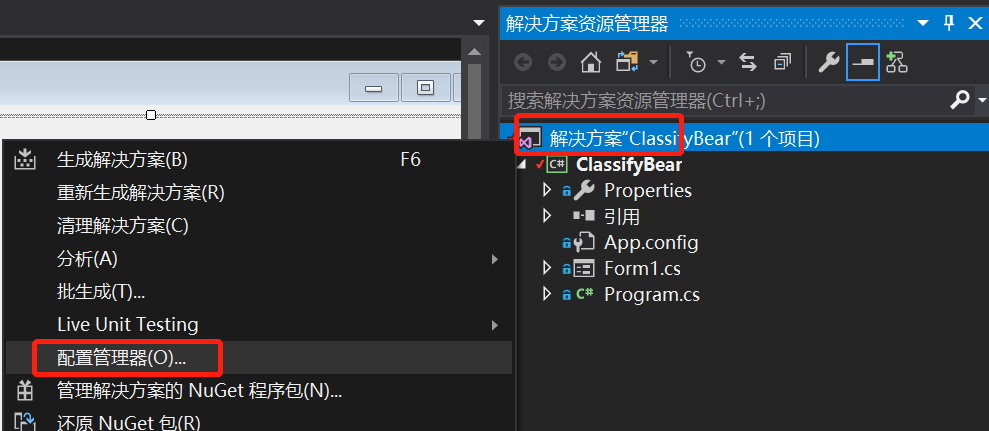 解决方案资源管理器
搜索解决方案资源管理器(Ctrl+;)
解决方案"ClassifyBear"(1 个项目)
C# ClassifyBear
Properties
引用
App.config
Form1.cs
C# Program.cs
生成解决方案(B) F6
重新生成解决方案(R)
清理解决方案(C)
分析(A)
批生成(T)...
Live Unit Testing
配置管理器(O)...
管理解决方案的 NuGet 程序包(N)...
还原 NuGet 包(R)